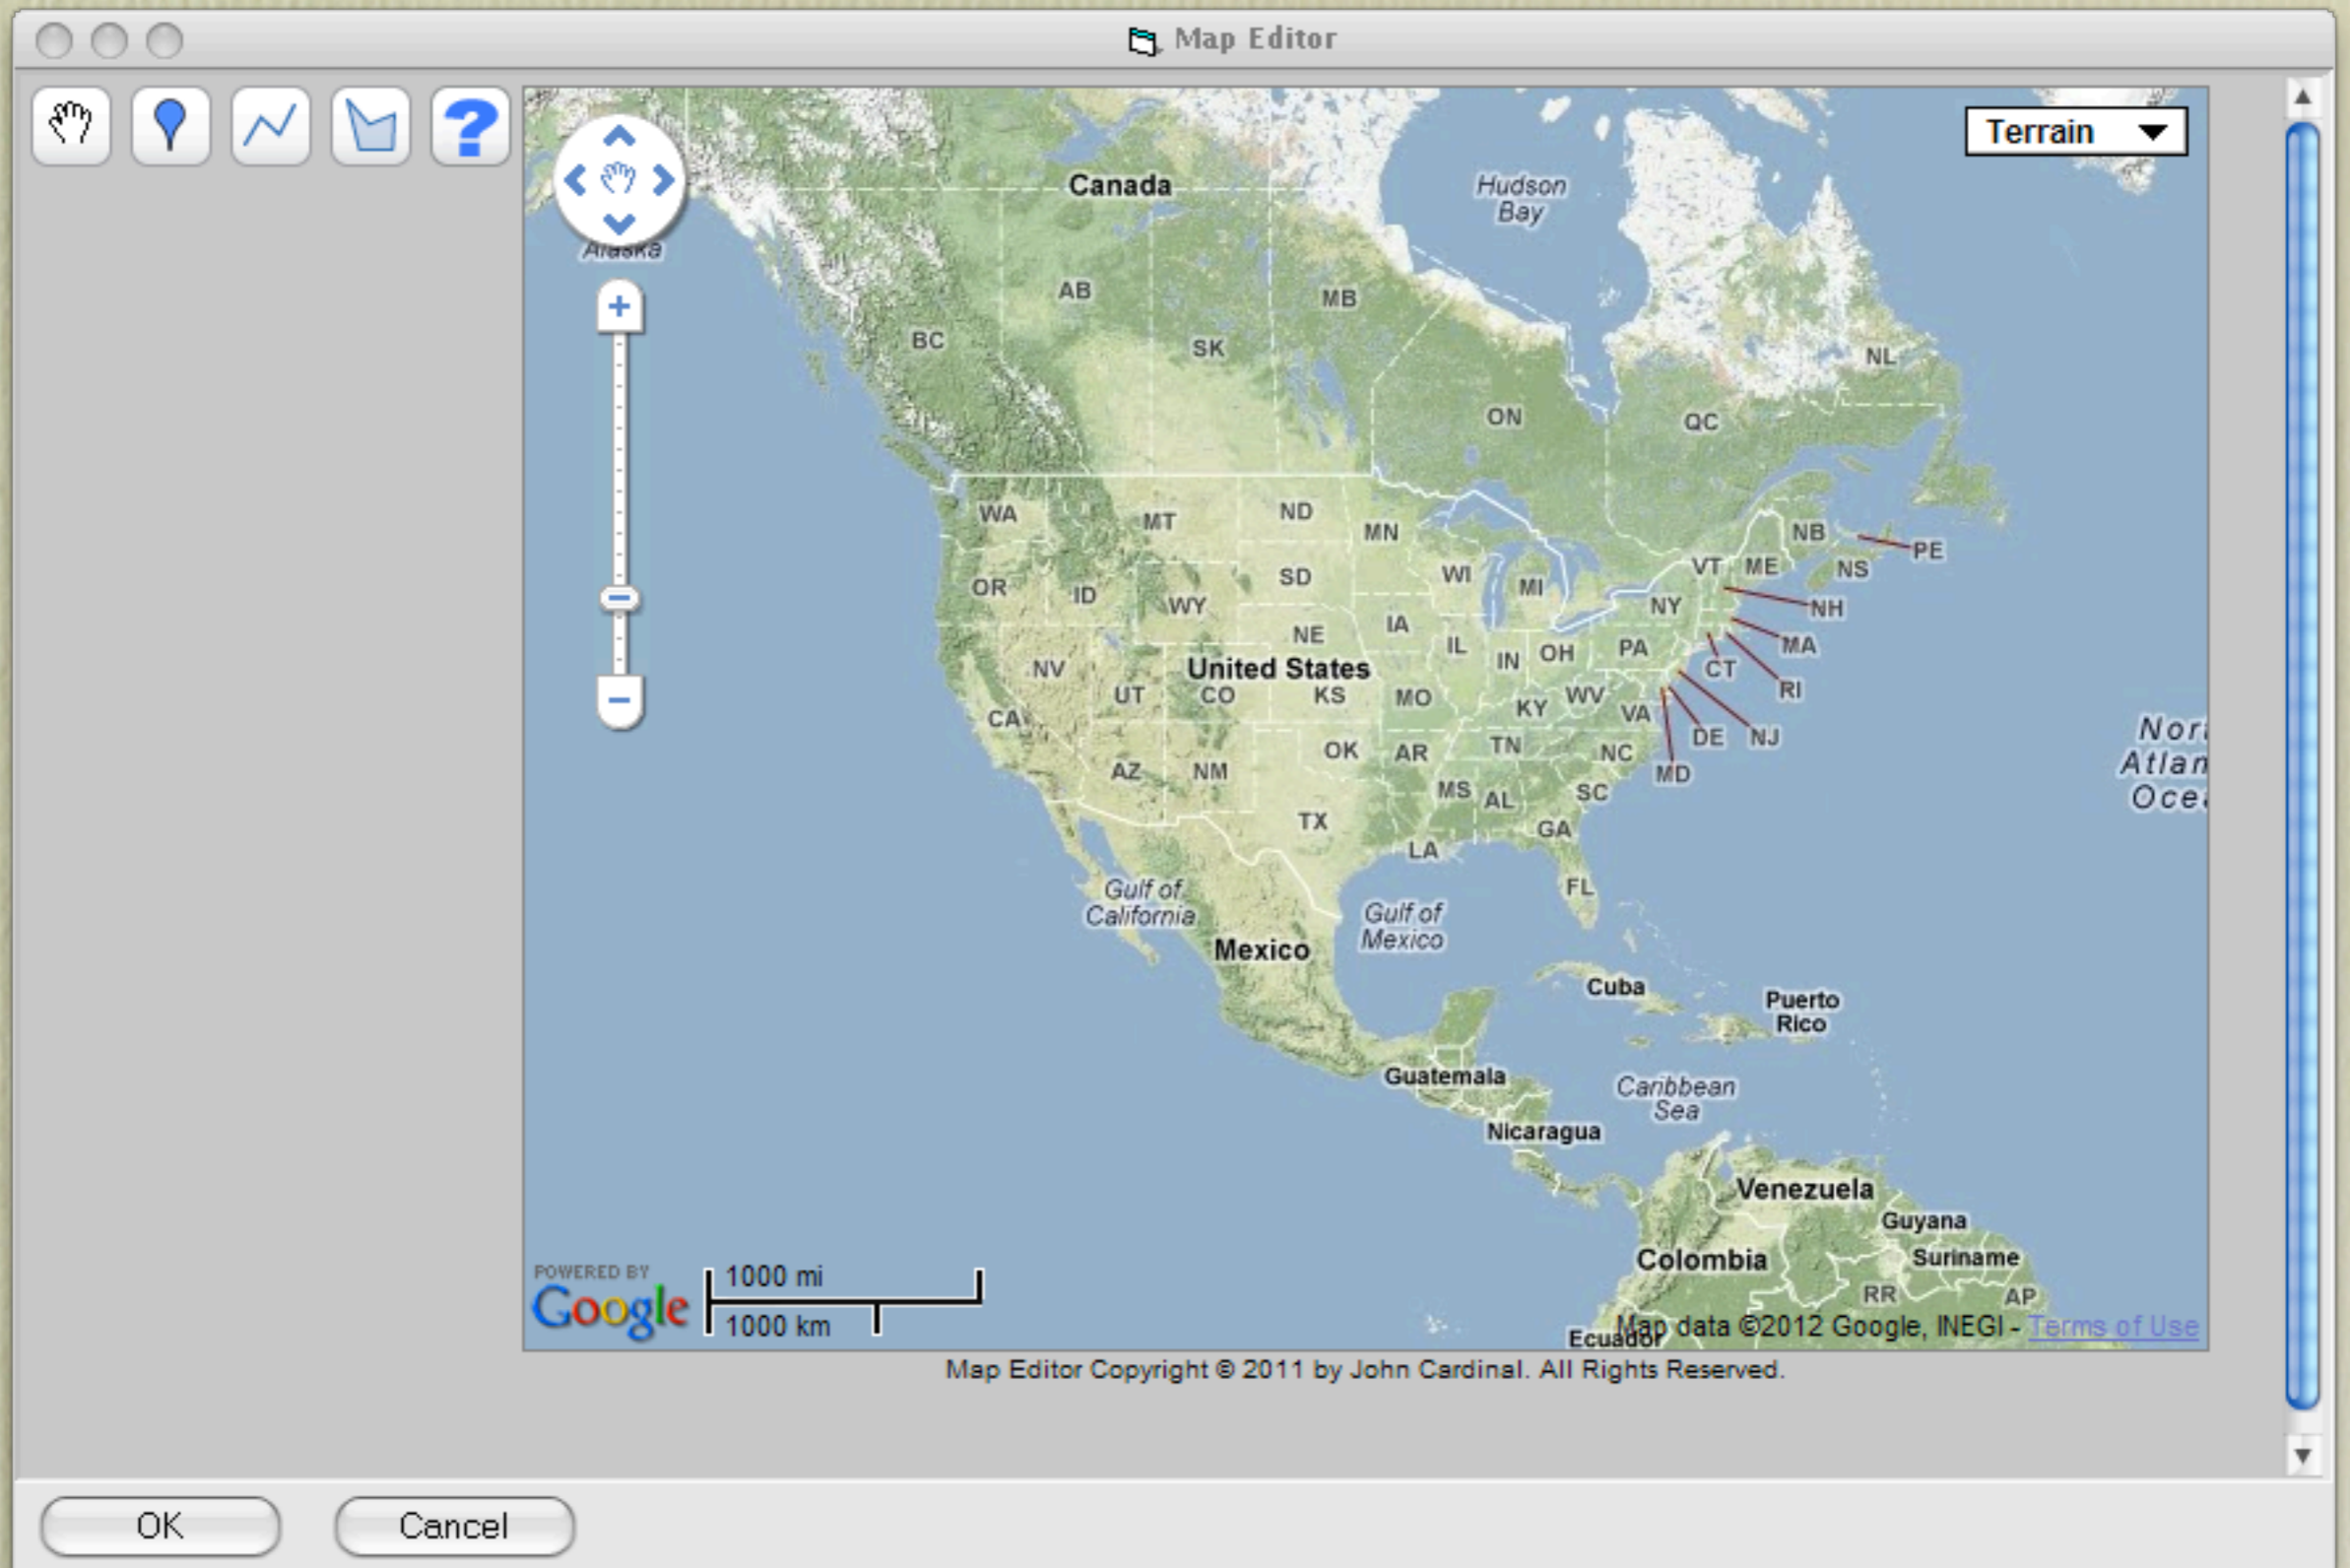 Map Editor
Terrain
Canada
Hudson
Bay
Alaska
AB
MB
BC
SK
NL
ON
QC
WA
MT
ND
MN
NB
PE
VT
ME
NS
OR
ID
SD
WI
MI
WY
NY
NH
IA
NE
IL
IN
OH
PA
MA
CT
RI
NV
United States
UT
CO
KS
MO
KY
WV
VA
CA
DE
NJ
OK
AR
TN
NC
MD
AZ
NM
MS
AL
SC
TX
GA
LA
FL
Nor
Atlan
Oce
Gulf of
California
Gulf of
Mexico
Mexico
Cuba
Puerto
Rico
Guatemala
Caribbean
Sea
Nicaragua
Venezuela
Guyana
Colombia
Suriname
RR
AP
Ecuador
POWERED BY
Google
1000 mi
1000 km
Map data ©2012 Google, INEGI - Terms of Use
Map Editor Copyright © 2011 by John Cardinal. All Rights Reserved.
OK
Cancel